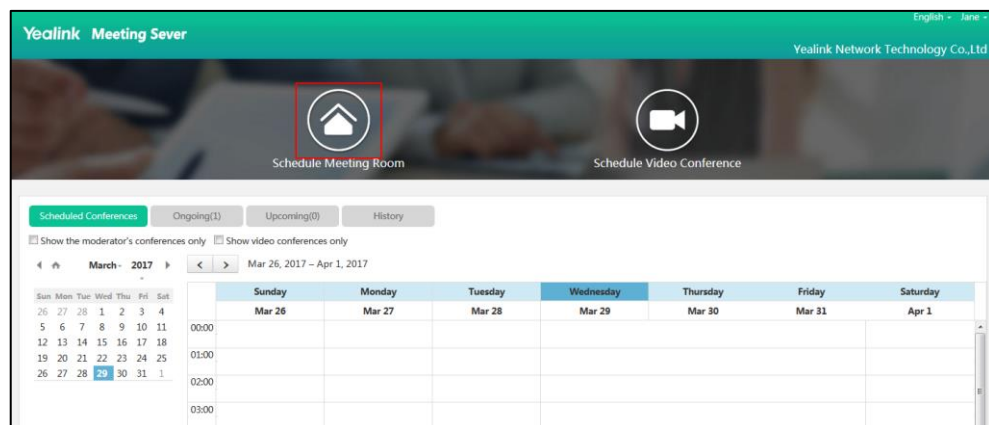 English Jane
Yealink Meeting Sever
Yealink Network Technology Co.,Ltd
Schedule Meeting Room Schedule Video Conference
Scheduled Conferences Ongoing(1) Upcoming(0) History
Show the moderator's conferences only Show video conferences only
March 2017 < > Mar 26, 2017 – Apr 1, 2017
Sun Mon Tue Wed Thu Fri Sat Sunday Monday Tuesday Wednesday Thursday Friday Saturday
26 27 28 1 2 3 4 Mar 26 Mar 27 Mar 28 Mar 29 Mar 30 Mar 31 Apr 1
5 6 7 8 9 10 11 00:00
12 13 14 15 16 17 18
19 20 21 22 23 24 25 01:00
26 27 28 29 30 31 1
02:00
03:00